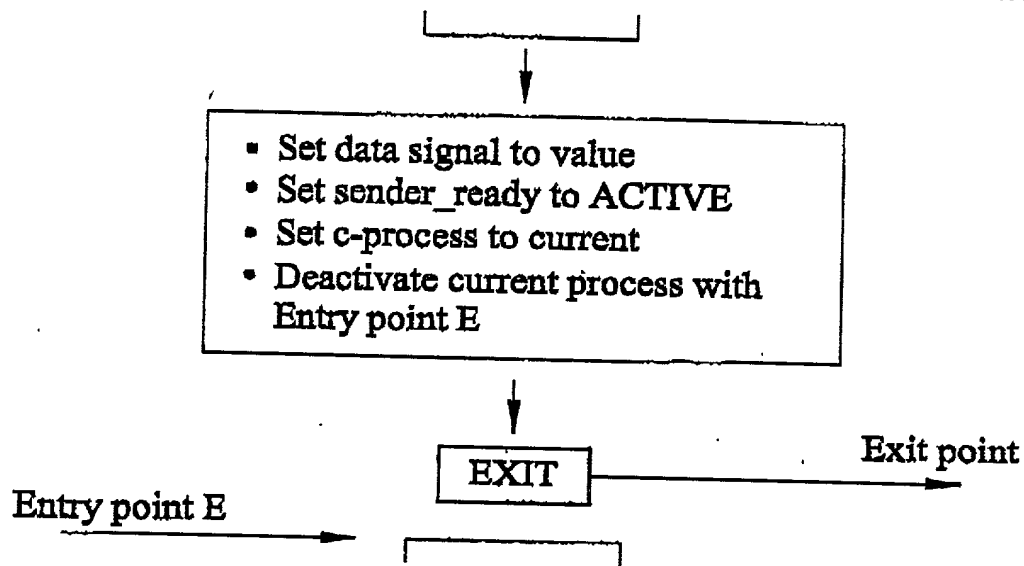 • Set data signal to value
• Set sender_ready to ACTIVE
• Set c-process to current
• Deactivate current process with
Entry point E
EXIT
Exit point
Entry point E